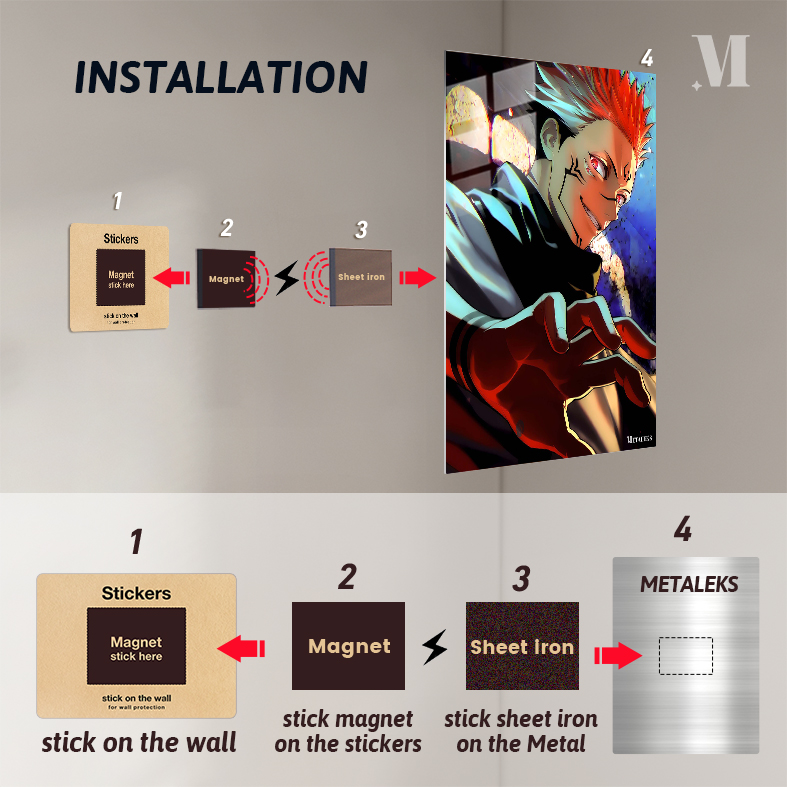 INSTALLATION
M
4
1
2
3
Stickers
Magnet
stick here
stick on the wall
for wall protection
Magnet
Sheet iron
METALEKS
1
2
3
4
Stickers
Magnet
stick here
stick on the wall
for wall protection
Magnet
Sheet iron
METALEKS
stick on the wall
stick magnet
on the stickers
stick sheet iron
on the Metal